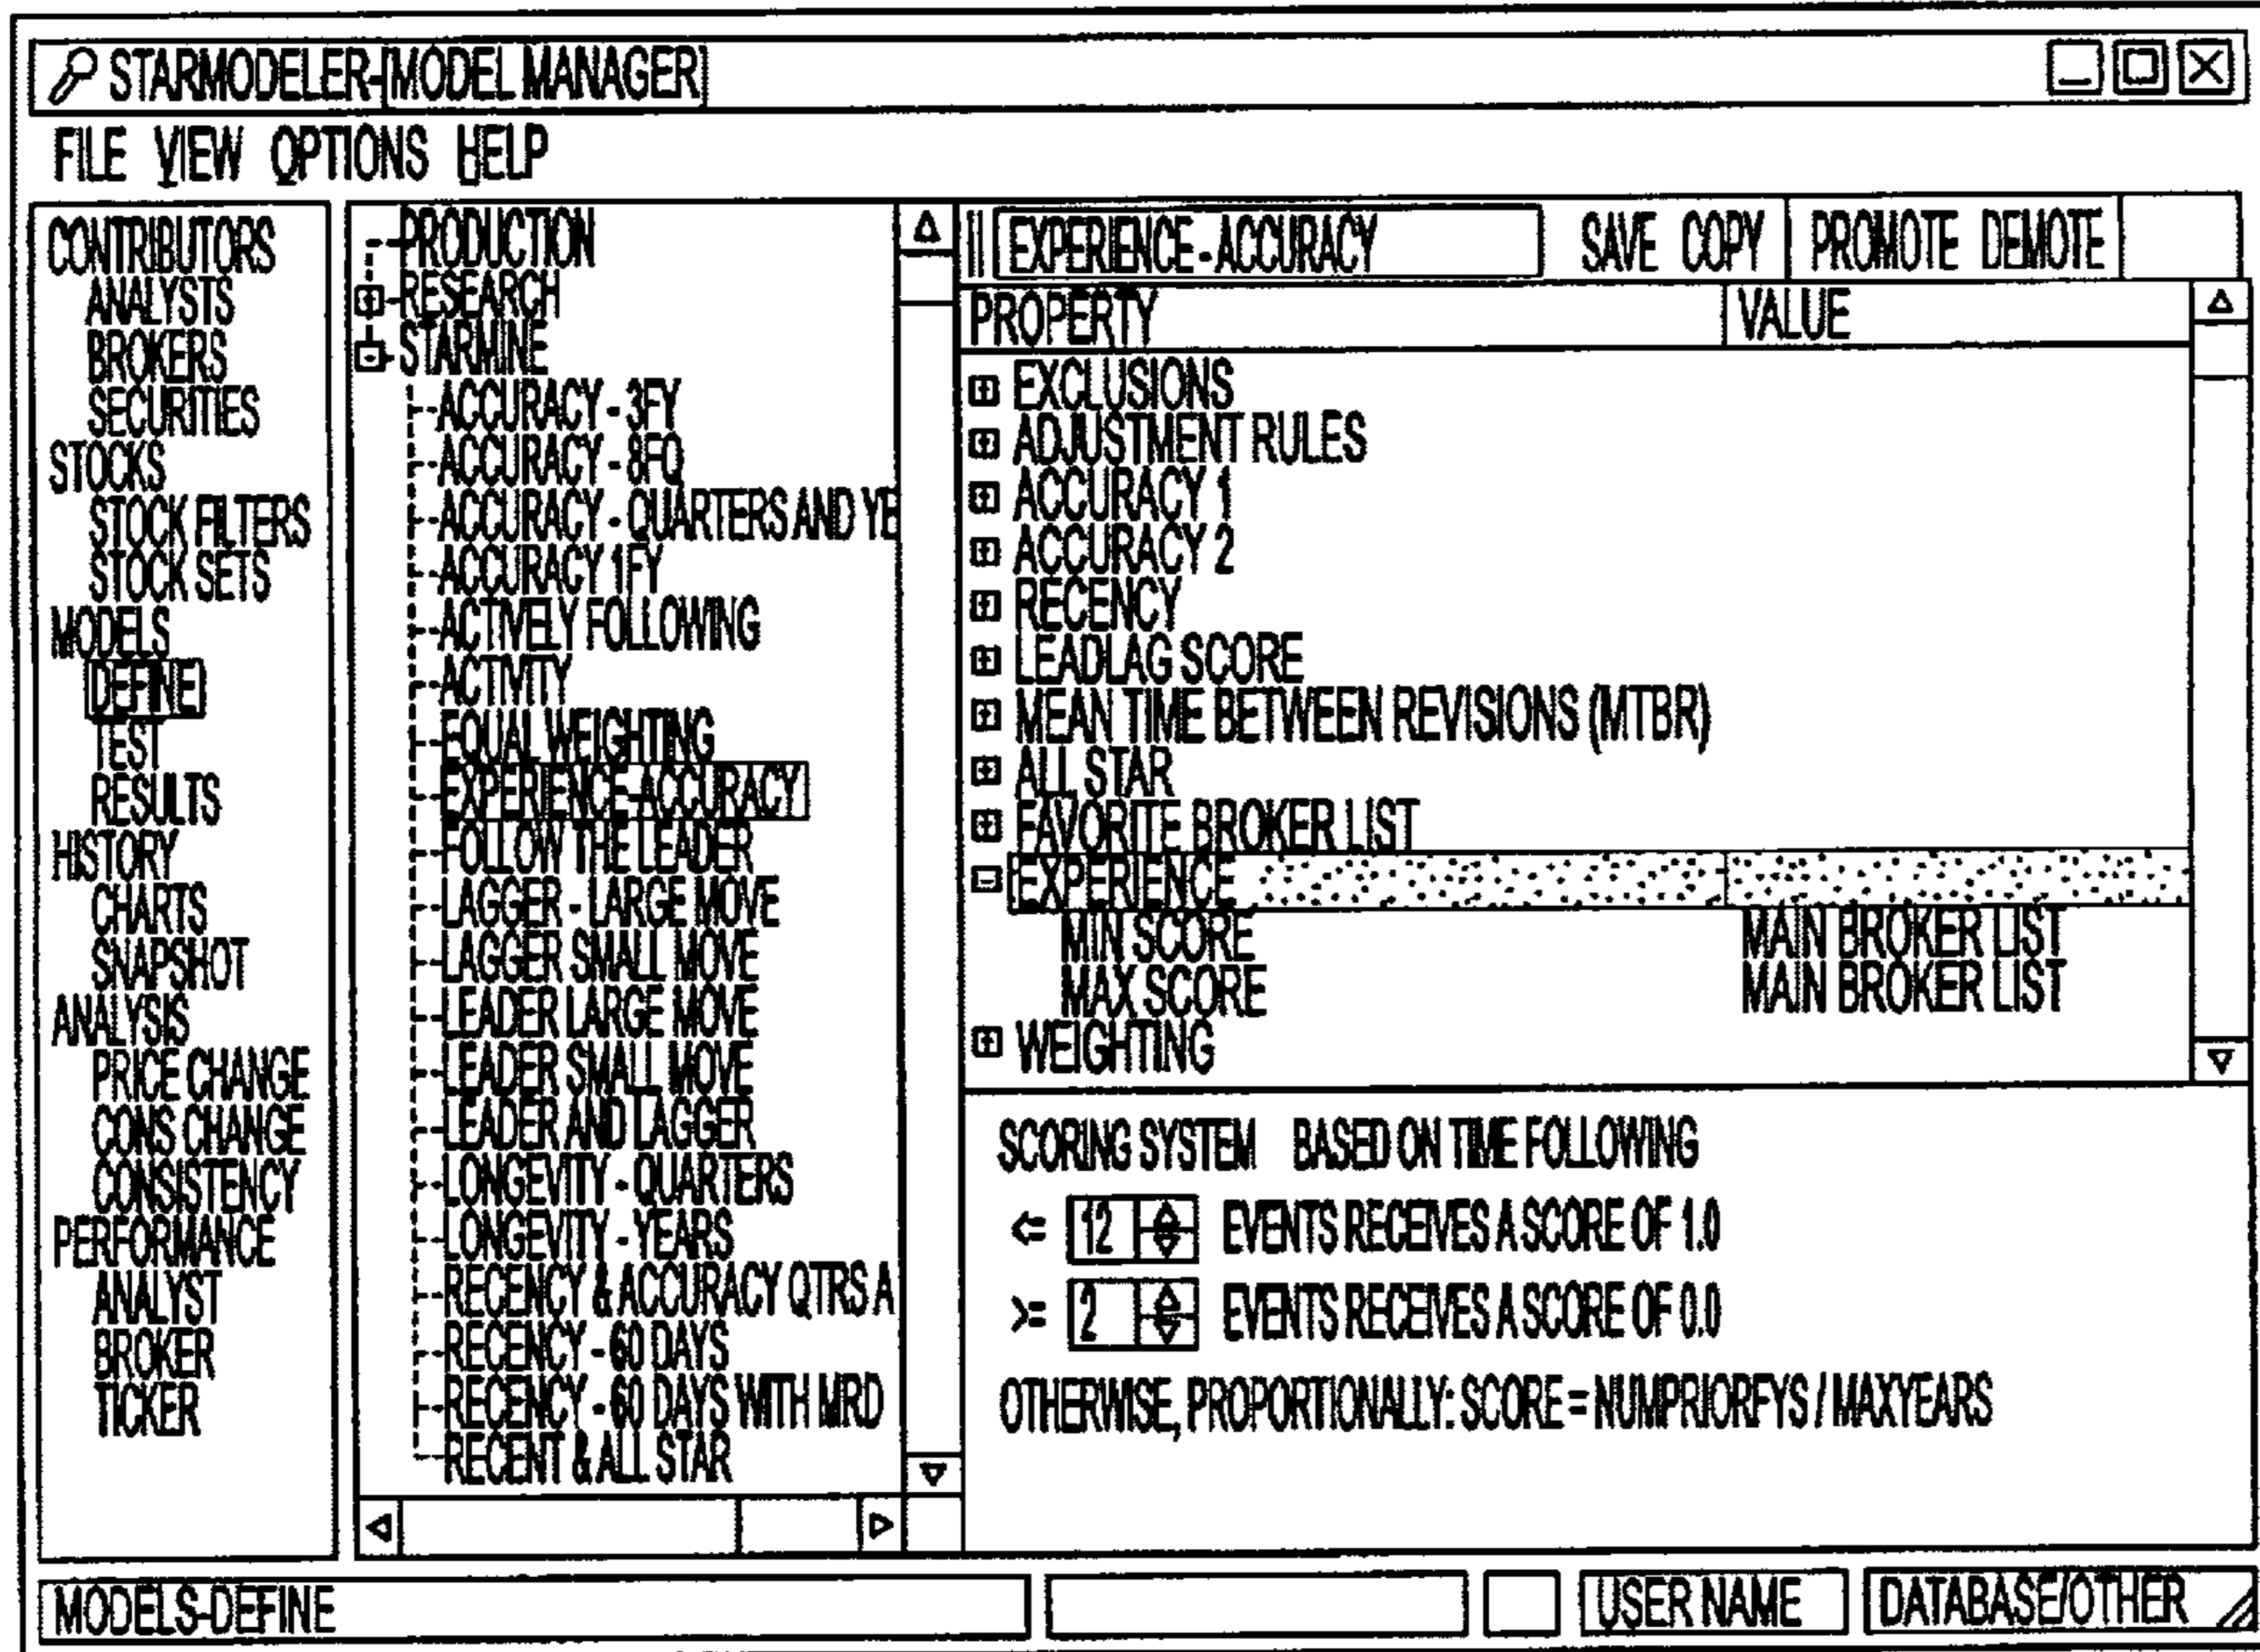 STARMODELER-[MODEL MANAGER]
FILE VIEW OPTIONS HELP
CONTRIBUTORS
ANALYSTS
BROKERS
SECURITIES
STOCKS
STOCK FILTERS
STOCK SETS
MODELS
DEFINE
TEST
RESULTS
HISTORY
CHARTS
SNAPSHOT
ANALYSIS
PRICE CHANGE
CONS CHANGE
CONSISTENCY
PERFORMANCE
ANALYST
BROKER
TICKER
PRODUCTION
RESEARCH
STARMINE
ACCURACY - 3FY
ACCURACY - 8FQ
ACCURACY - QUARTERS AND YE
ACCURACY 1FY
ACTIVELY FOLLOWING
ACTIVITY
EQUAL WEIGHTING
EXPERIENCE-ACCURACY
FOLLOW THE LEADER
LAGGER - LARGE MOVE
LAGGER SMALL MOVE
LEADER LARGE MOVE
LEADER SMALL MOVE
LEADER AND LAGGER
LONGEVITY - QUARTERS
LONGEVITY - YEARS
RECENCY & ACCURACY QTRS A
RECENCY - 60 DAYS
RECENCY - 60 DAYS WITH MRD
RECENT & ALL STAR
EXPERIENCE - ACCURACY SAVE COPY PROMOTE DEMOTE
PROPERTY VALUE
EXCLUSIONS
ADJUSTMENT RULES
ACCURACY 1
ACCURACY 2
RECENCY
LEADLAG SCORE
MEAN TIME BETWEEN REVISIONS (MTBR)
ALL STAR
FAVORITE BROKER LIST
EXPERIENCE
MIN SCORE MAIN BROKER LIST
MAX SCORE MAIN BROKER LIST
WEIGHTING
SCORING SYSTEM BASED ON TIME FOLLOWING
<= 12 EVENTS RECEIVES A SCORE OF 1.0
>= 2 EVENTS RECEIVES A SCORE OF 0.0
OTHERWISE, PROPORTIONALLY: SCORE = NUMPRIORFYS / MAXYEARS
MODELS-DEFINE USER NAME DATABASE/OTHER